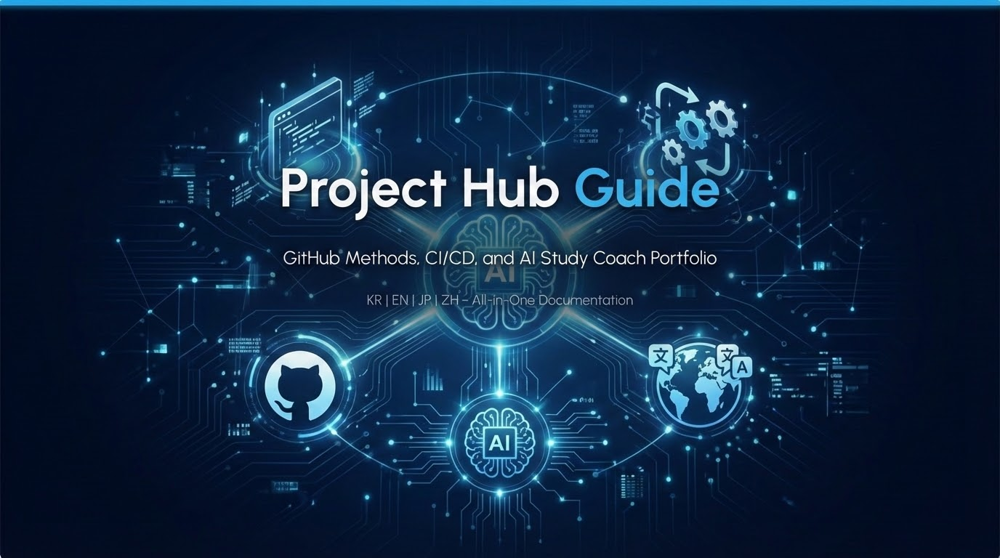 Project Hub Guide
GitHub Methods, CI/CD, and AI Study Coach Portfolio
AI
KR | EN | JP | ZH – All-in-One Documentation
文
文
A
AI